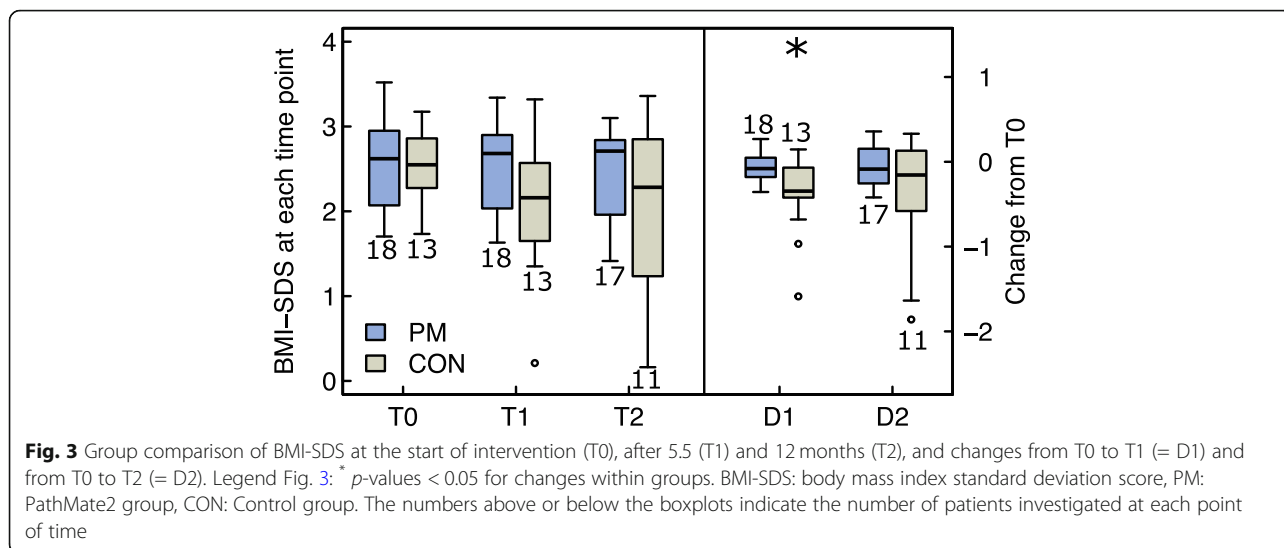 BMI−SDS at each time point
4
3
2
1
0
18
13
18
13
17
11
PM
CON
*
18
13
17
11
1
0
−1
−2
Change from T0
T0 T1 T2 D1 D2
Fig. 3 Group comparison of BMI-SDS at the start of intervention (T0), after 5.5 (T1) and 12 months (T2), and changes from T0 to T1 (= D1) and
from T0 to T2 (= D2). Legend Fig. 3: * p-values < 0.05 for changes within groups. BMI-SDS: body mass index standard deviation score, PM:
PathMate2 group, CON: Control group. The numbers above or below the boxplots indicate the number of patients investigated at each point
of time